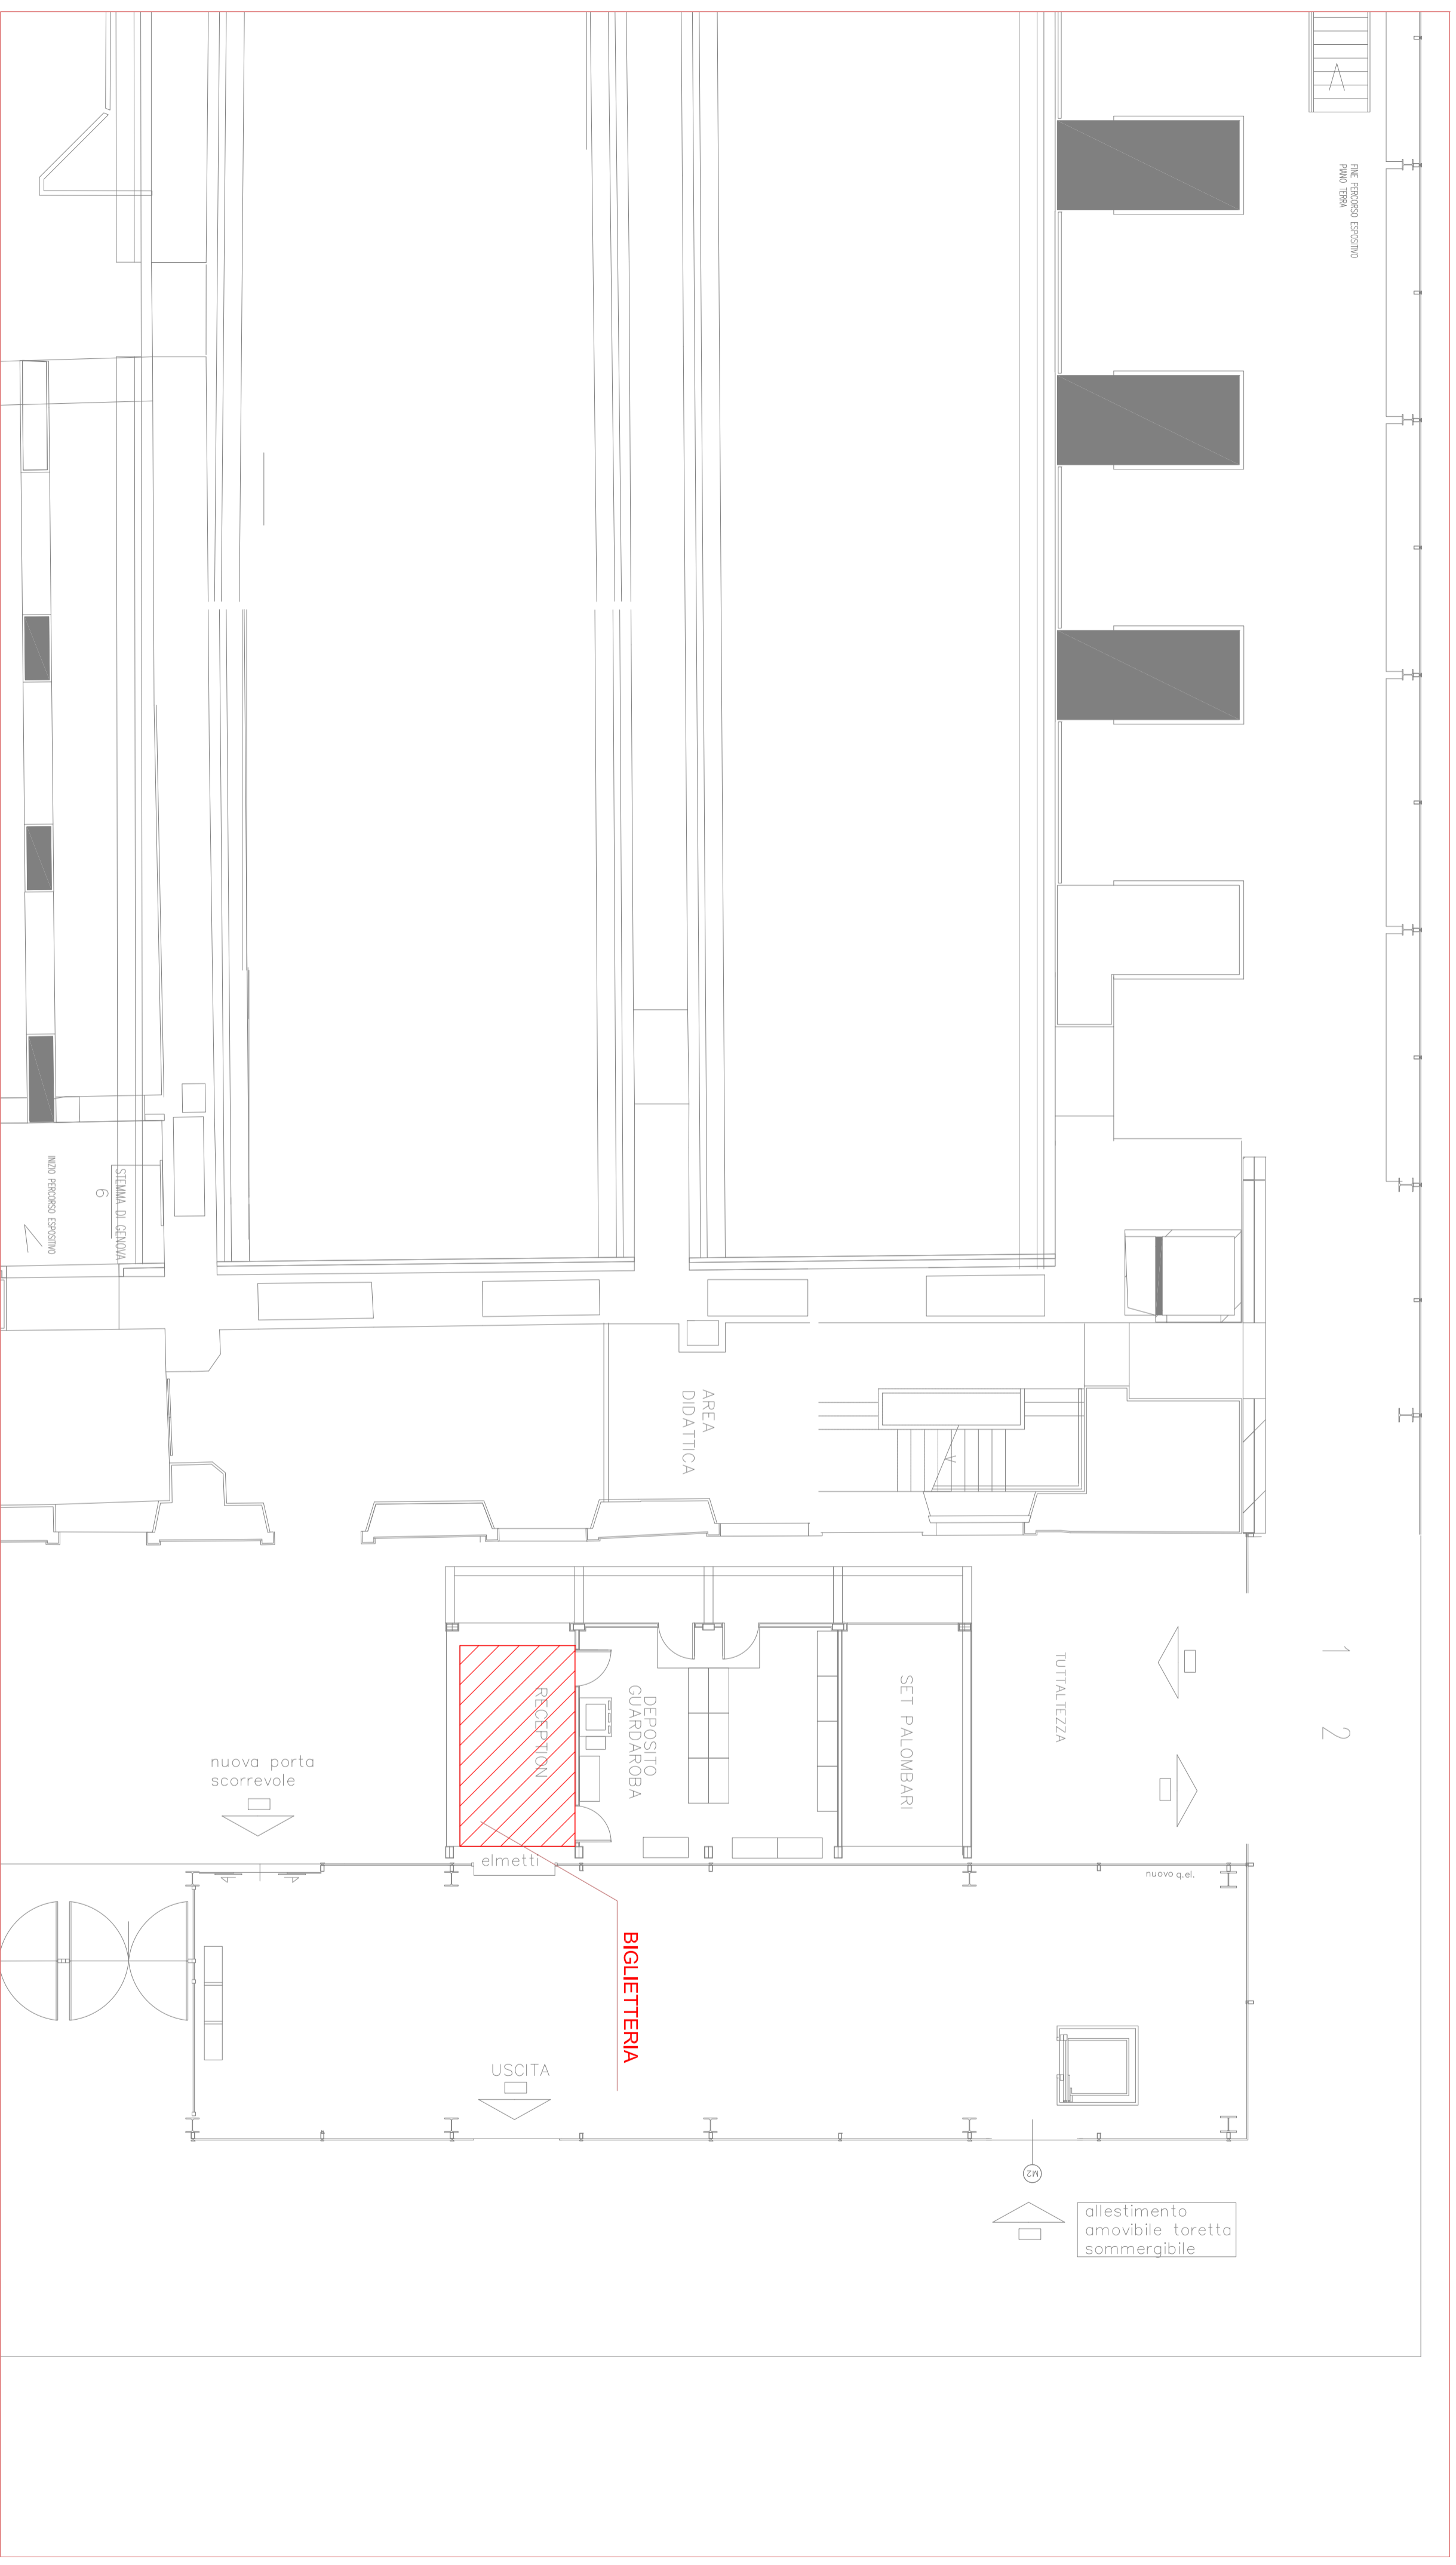 FINE PERCORSO ESPOSITIVO
PIANO TERRA
STEMMA DI GENOVA
6
INIZIO PERCORSO ESPOSITIVO
AREA
DIDATTICA
V
1 2
TUTTALTEZZA
SET PALOMBARI
DEPOSITO
GUARDAROBA
RECEPTION
nuova porta
scorrevole
elmetti
nuovo q.el.
BIGLIETTERIA
USCITA
M2
allestimento
amovibile toretta
sommergibile